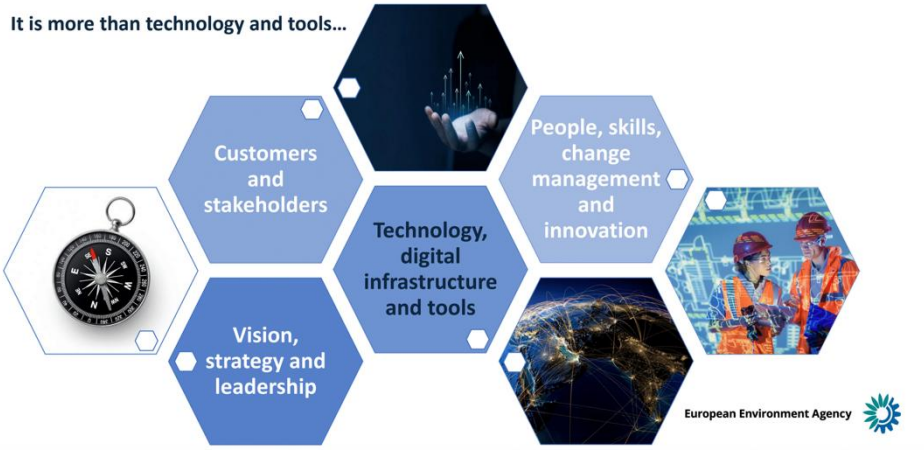 It is more than technology and tools...
Customers
and
stakeholders
People, skills,
change
management
and
innovation
Technology,
digital
infrastructure
and tools
Vision,
strategy and
leadership
S
E
W
N
European Environment Agency